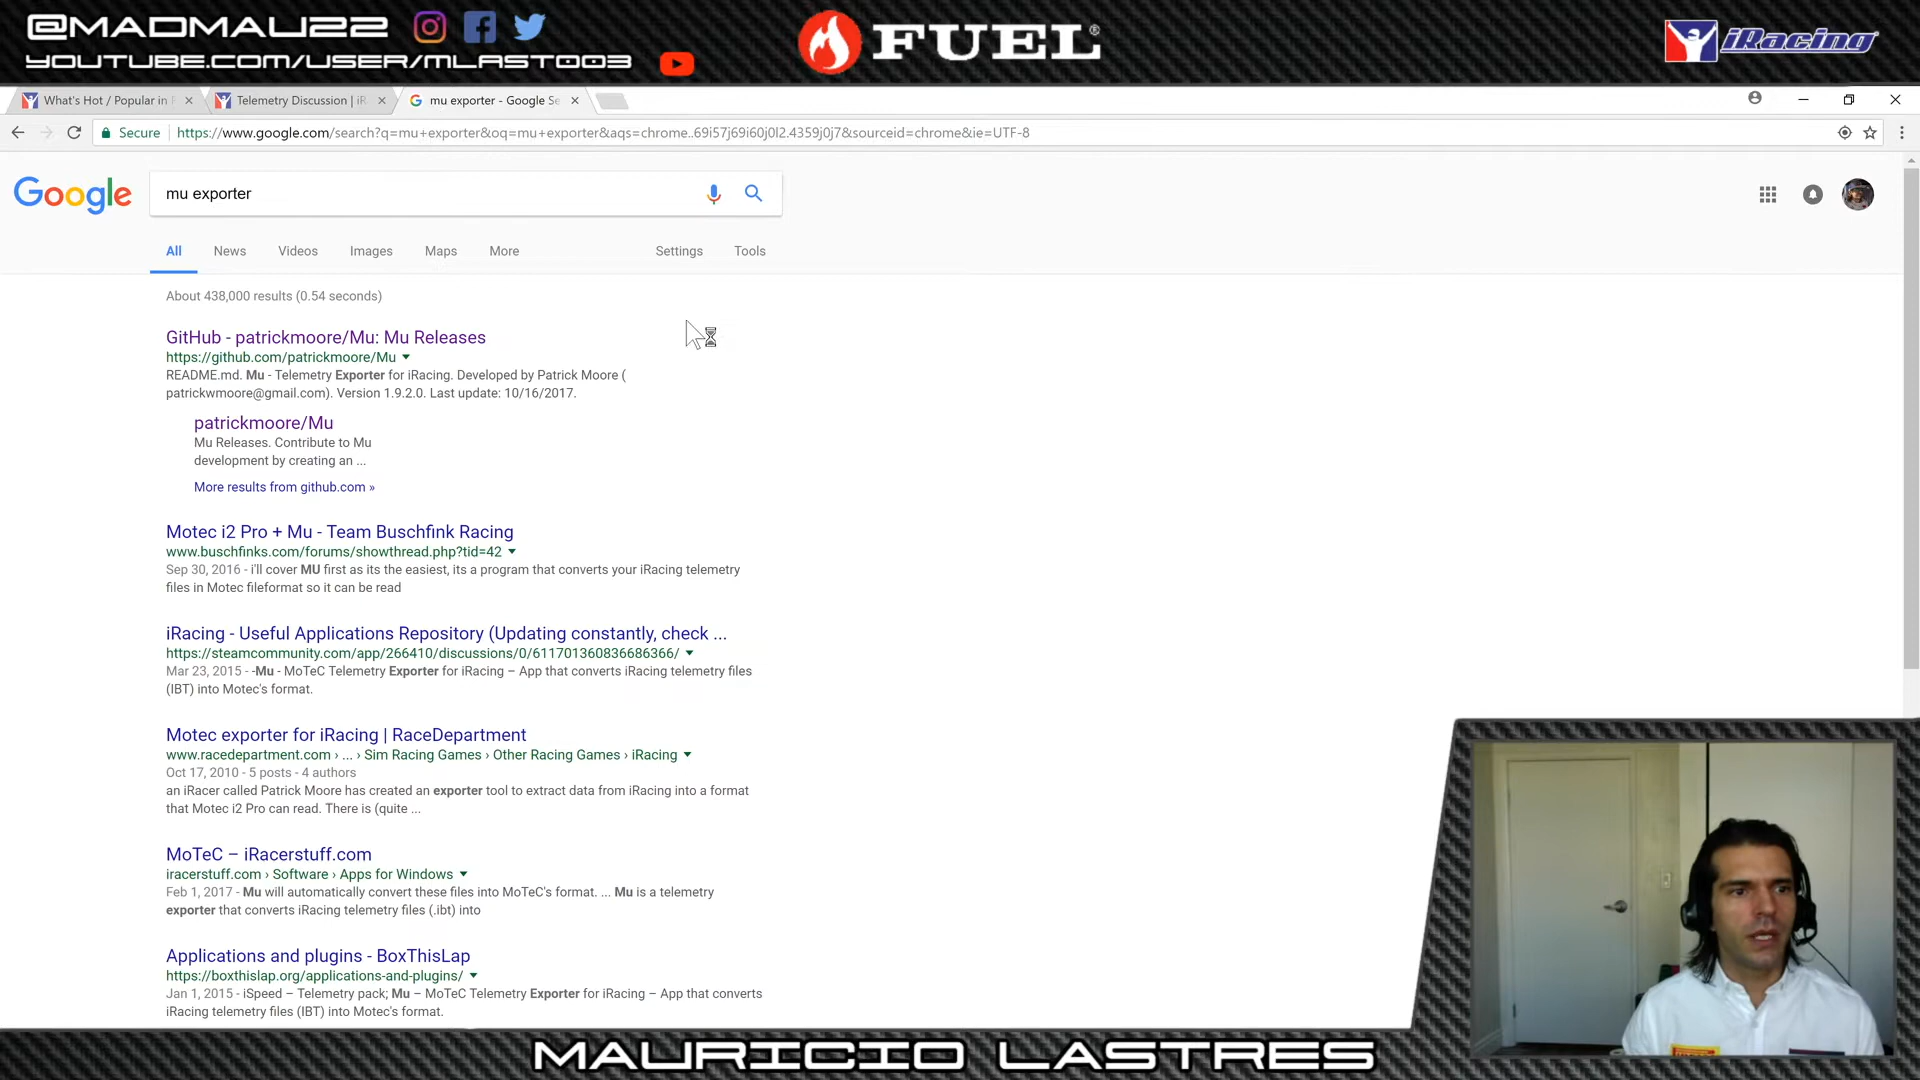 @MADMAU22
YOUTUBE.COM/USER/MLAST003
FUEL®
iRacing
What's Hot / Popular in
Telemetry Discussion | iR
mu exporter - Google Se
Secure
https://www.google.com/search?q=mu+exporter&oq=mu+exporter&aqs=chrome..69i57j69i60j0l2.4359j0j7&sourceid=chrome&ie=UTF-8
Google
mu exporter
All News Videos Images Maps More Settings Tools
About 438,000 results (0.54 seconds)
GitHub - patrickmoore/Mu: Mu Releases
https://github.com/patrickmoore/Mu
README.md. Mu - Telemetry Exporter for iRacing. Developed by Patrick Moore (
patrickwmoore@gmail.com). Version 1.9.2.0. Last update: 10/16/2017.
patrickmoore/Mu
Mu Releases. Contribute to Mu
development by creating an ...
More results from github.com »
Motec i2 Pro + Mu - Team Buschfink Racing
www.buschfinks.com/forums/showthread.php?tid=42
Sep 30, 2016 - i'll cover MU first as its the easiest, its a program that converts your iRacing telemetry
files in Motec fileformat so it can be read
iRacing - Useful Applications Repository (Updating constantly, check ...
https://steamcommunity.com/app/266410/discussions/0/611701360836686366/
Mar 23, 2015 - -Mu - MoTeC Telemetry Exporter for iRacing – App that converts iRacing telemetry files
(IBT) into Motec's format.
Motec exporter for iRacing | RaceDepartment
www.racedepartment.com › ... › Sim Racing Games › Other Racing Games › iRacing
Oct 17, 2010 - 5 posts - 4 authors
an iRacer called Patrick Moore has created an exporter tool to extract data from iRacing into a format
that Motec i2 Pro can read. There is (quite ...
MoTeC – iRacerstuff.com
iracerstuff.com › Software › Apps for Windows
Feb 1, 2017 - Mu will automatically convert these files into MoTeC's format. ... Mu is a telemetry
exporter that converts iRacing telemetry files (.ibt) into
Applications and plugins - BoxThisLap
https://boxthislap.org/applications-and-plugins/
Jan 1, 2015 - iSpeed – Telemetry pack; Mu – MoTeC Telemetry Exporter for iRacing – App that converts
iRacing telemetry files (IBT) into Motec's format.
MAURICIO LASTRES